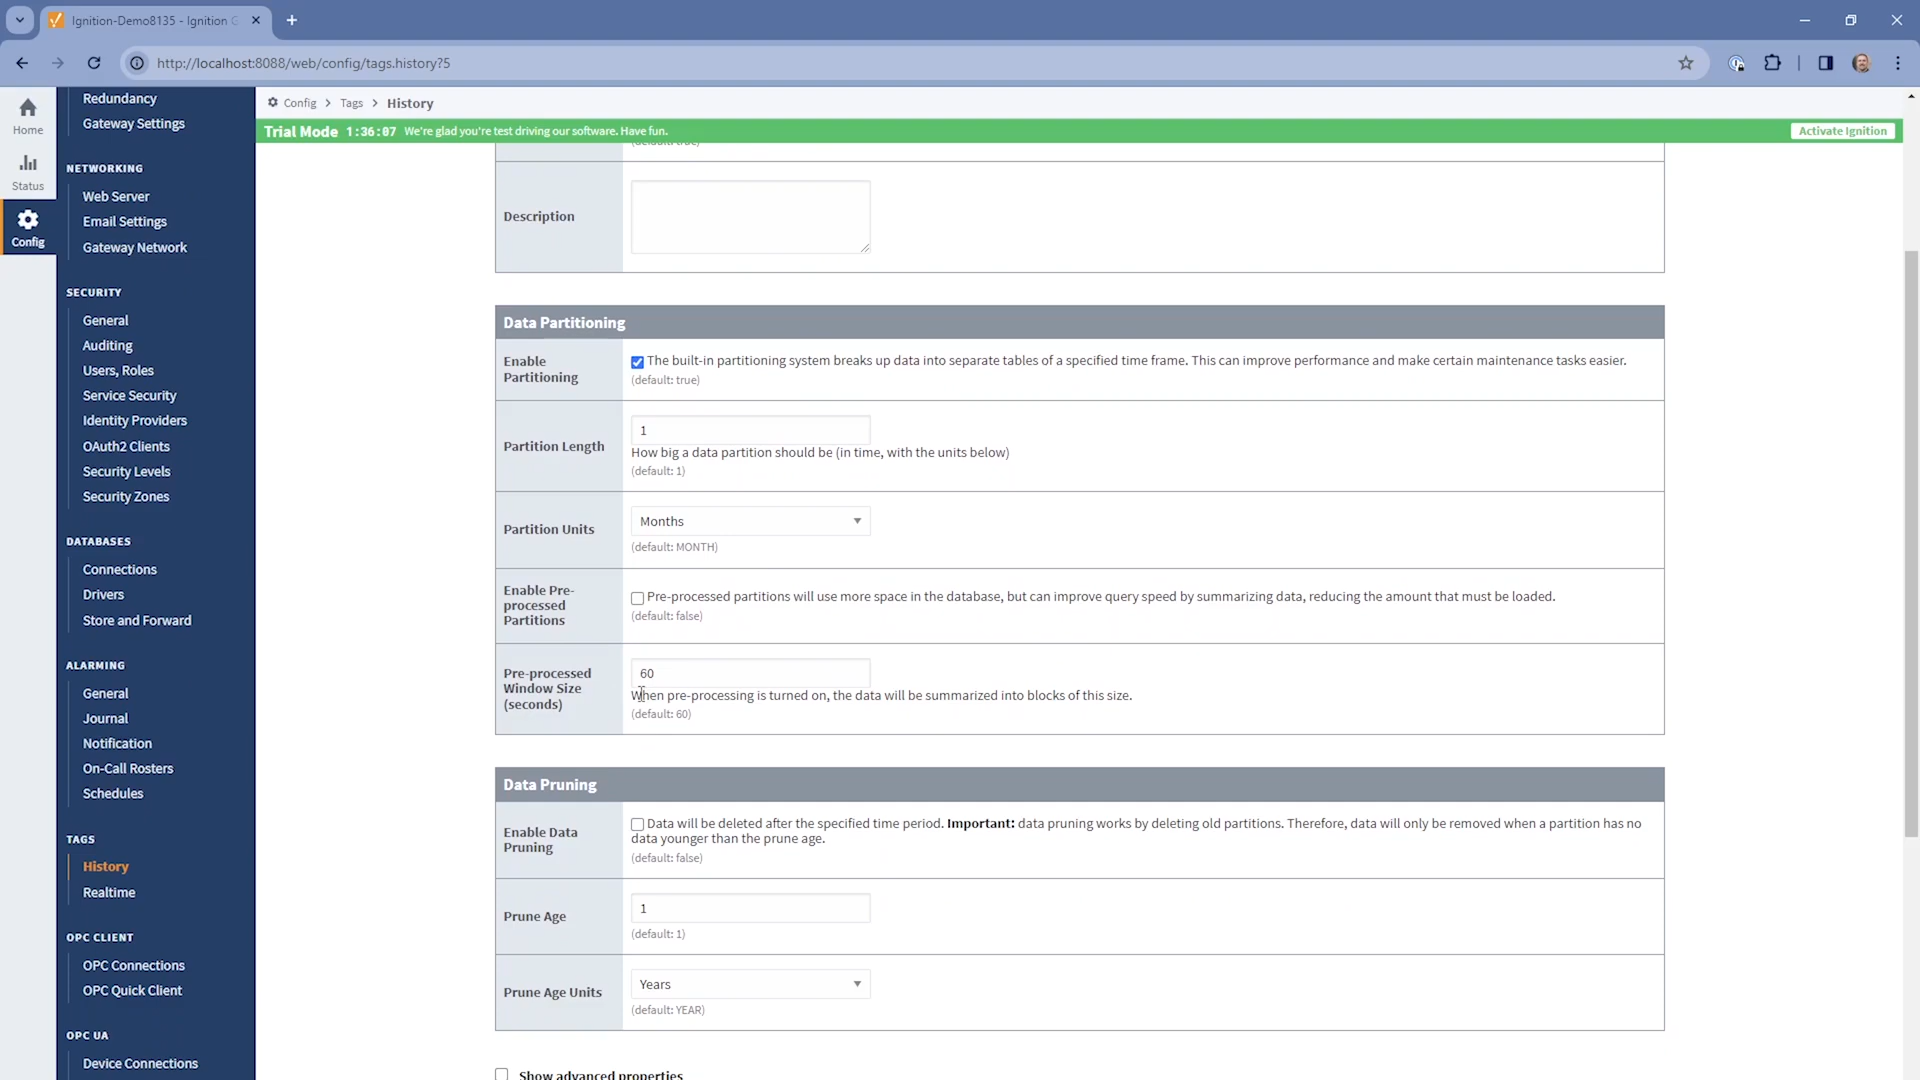 Ignition-Demo8135 - Ignition G
http://localhost:8088/web/config/tags.history?5
Home
Status
Config
Redundancy
Gateway Settings
NETWORKING
Web Server
Email Settings
Gateway Network
SECURITY
General
Auditing
Users, Roles
Service Security
Identity Providers
OAuth2 Clients
Security Levels
Security Zones
DATABASES
Connections
Drivers
Store and Forward
ALARMING
General
Journal
Notification
On-Call Rosters
Schedules
TAGS
History
Realtime
OPC CLIENT
OPC Connections
OPC Quick Client
OPC UA
Device Connections
Config > Tags > History
Trial Mode 1:36:07 We're glad you're test driving our software. Have fun.
Activate Ignition
(default: true)
Description
Data Partitioning
Enable
Partitioning
The built-in partitioning system breaks up data into separate tables of a specified time frame. This can improve performance and make certain maintenance tasks easier.
(default: true)
Partition Length
1
How big a data partition should be (in time, with the units below)
(default: 1)
Partition Units
Months
(default: MONTH)
Enable Pre-
processed
Partitions
Pre-processed partitions will use more space in the database, but can improve query speed by summarizing data, reducing the amount that must be loaded.
(default: false)
Pre-processed
Window Size
(seconds)
60
When pre-processing is turned on, the data will be summarized into blocks of this size.
(default: 60)
Data Pruning
Enable Data
Pruning
Data will be deleted after the specified time period. Important: data pruning works by deleting old partitions. Therefore, data will only be removed when a partition has no
data younger than the prune age.
(default: false)
Prune Age
1
(default: 1)
Prune Age Units
Years
(default: YEAR)
Show advanced properties